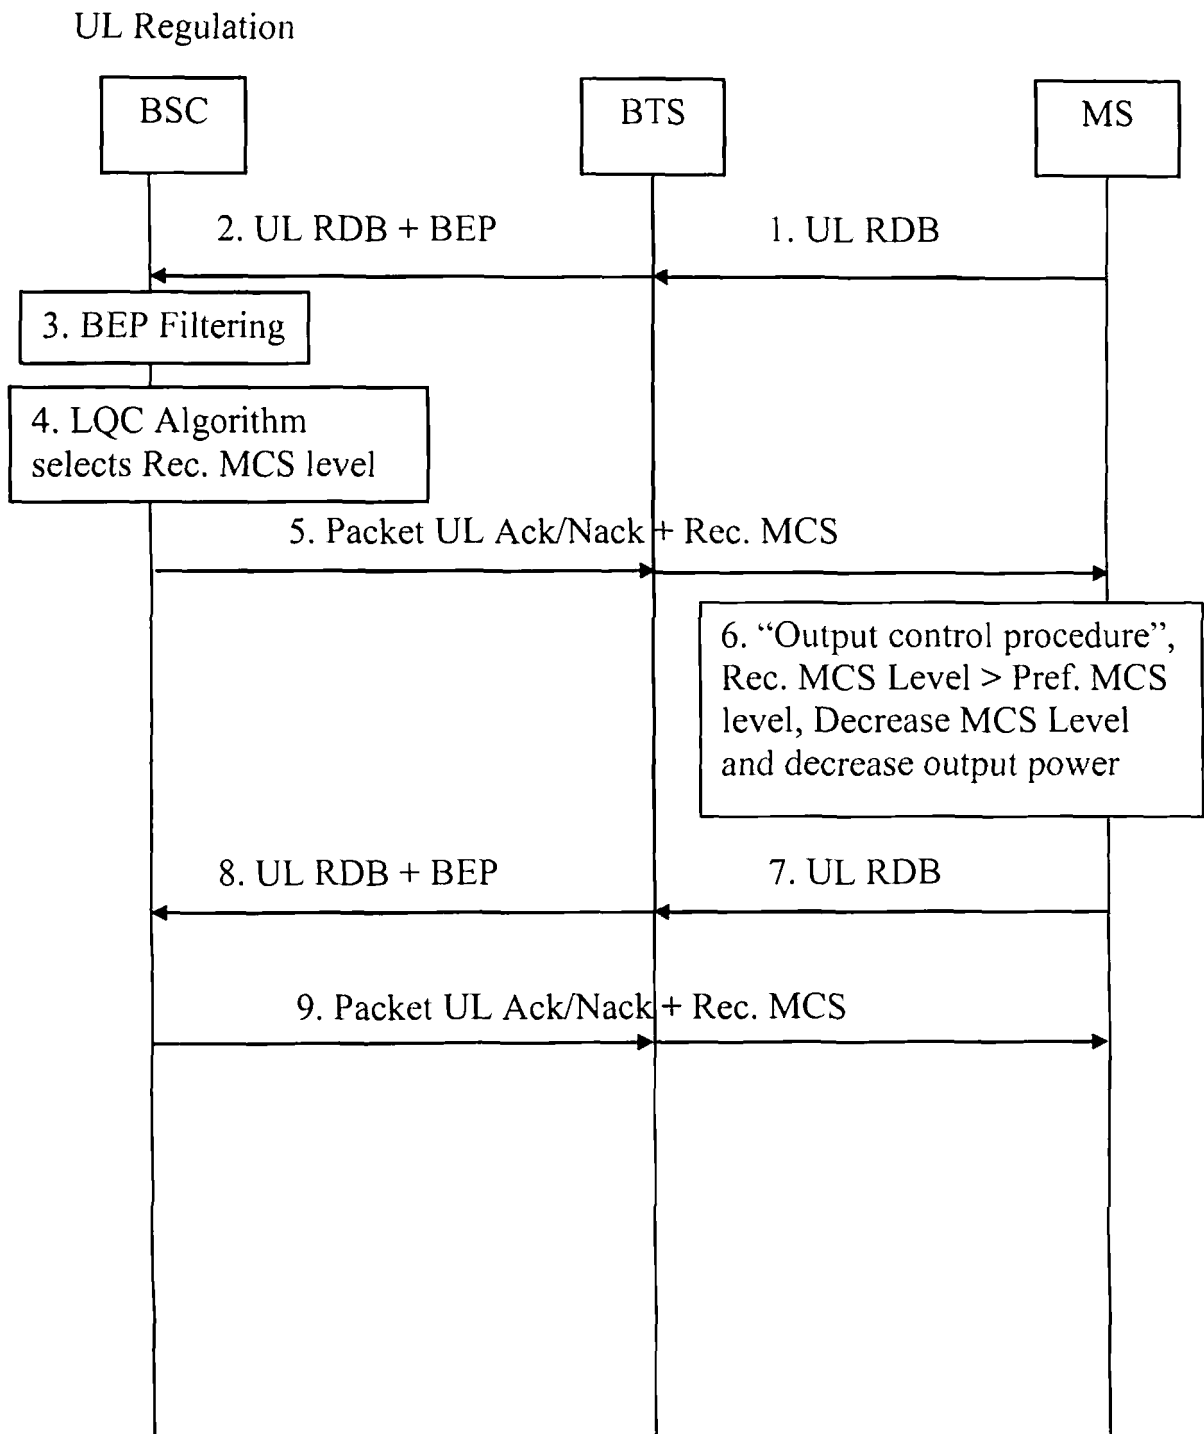 UL Regulation
BSC
BTS
MS
2. UL RDB + BEP
1. UL RDB
3. BEP Filtering
4. LQC Algorithm
selects Rec. MCS level
5. Packet UL Ack/Nack + Rec. MCS
6. “Output control procedure”,
Rec. MCS Level > Pref. MCS
level, Decrease MCS Level
and decrease output power
8. UL RDB + BEP
7. UL RDB
9. Packet UL Ack/Nack + Rec. MCS